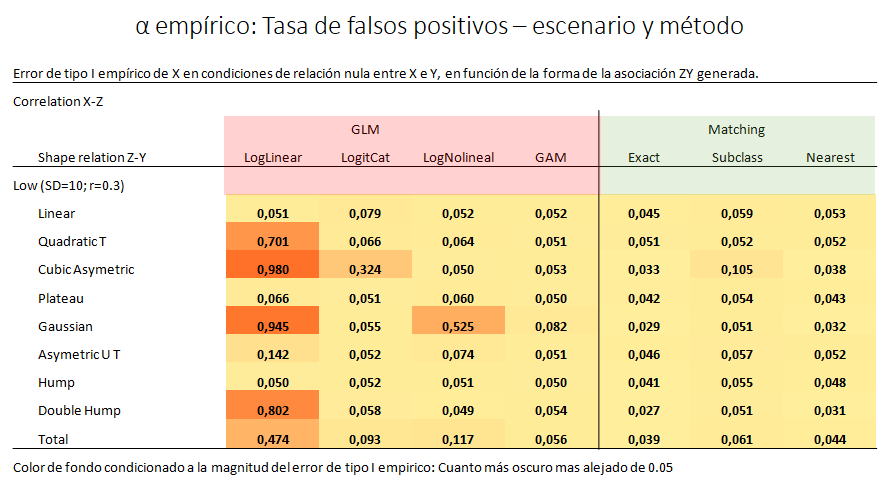 α empírico: Tasa de falsos positivos – escenario y método
Error de tipo I empírico de X en condiciones de relación nula entre X e Y, en función de la forma de la asociación ZY generada.
Correlation X-Z
GLM Matching
Shape relation Z-Y LogLinear LogitCat LogNolineal GAM Exact Subclass Nearest
Low (SD=10; r=0.3)
Linear 0,051 0,079 0,052 0,052 0,045 0,059 0,053
Quadratic T 0,701 0,066 0,064 0,051 0,051 0,052 0,052
Cubic Asymetric 0,980 0,324 0,050 0,053 0,033 0,105 0,038
Plateau 0,066 0,051 0,060 0,050 0,042 0,054 0,043
Gaussian 0,945 0,055 0,525 0,082 0,029 0,051 0,032
Asymetric U T 0,142 0,052 0,074 0,051 0,046 0,057 0,052
Hump 0,050 0,052 0,051 0,050 0,041 0,055 0,048
Double Hump 0,802 0,058 0,049 0,054 0,027 0,051 0,031
Total 0,474 0,093 0,117 0,056 0,039 0,061 0,044
Color de fondo condicionado a la magnitud del error de tipo I empirico: Cuanto más oscuro mas alejado de 0.05